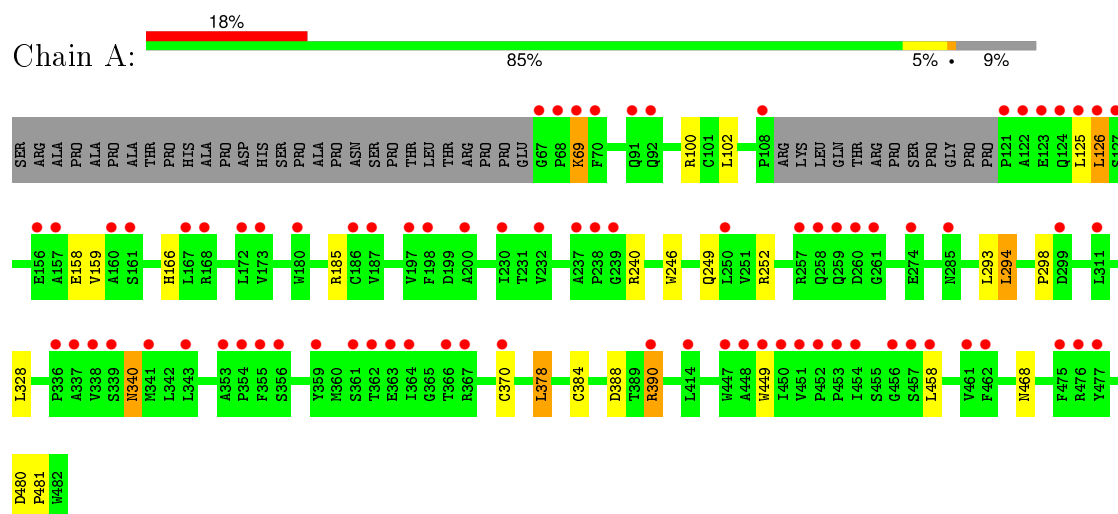 18%
Chain A:
85% 5% • 9%
SER ARG ALA PRO ALA PRO ALA THR PRO HIS ALA PRO ASP HIS SER PRO ALA PRO ASN SER PRO THR LEU THR ARG PRO PRO GLU G67 P68 K69 F70 Q91 Q92 R100 C101 L102 P108 ARG LYS LEU GLN THR ARG PRO SER PRO GLY PRO PRO P121 A122 E123 Q124 L125 L126 S127
E156 A157 E158 V159 A160 S161 H166 L167 R168 L172 V173 W180 R185 C186 V187 V197 F198 D199 A200 I230 T231 V232 A237 P238 G239 R240 W246 Q249 L250 V251 R252 R257 Q258 Q259 D260 G261 E274 N285 L293 L294 P298 D299 L311
L328 P336 A337 V338 S339 N340 M341 L342 L343 A353 P354 F355 S356 Y359 M360 S361 T362 E363 I364 G365 T366 R367 C370 L378 C384 D388 T389 R390 L414 W447 A448 W449 I450 V451 P452 P453 I454 S455 G456 S457 L458 V461 F462 N468 F475 R476 Y477
D480 P481 W482